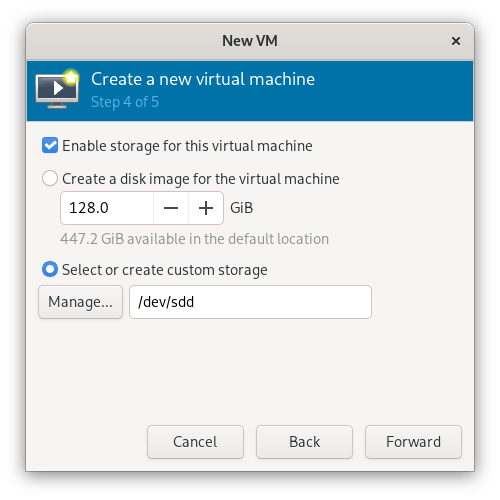 New VM
Create a new virtual machine
Step 4 of 5
Enable storage for this virtual machine
Create a disk image for the virtual machine
128.0 GiB
447.2 GiB available in the default location
Select or create custom storage
Manage... /dev/sdd
Cancel Back Forward